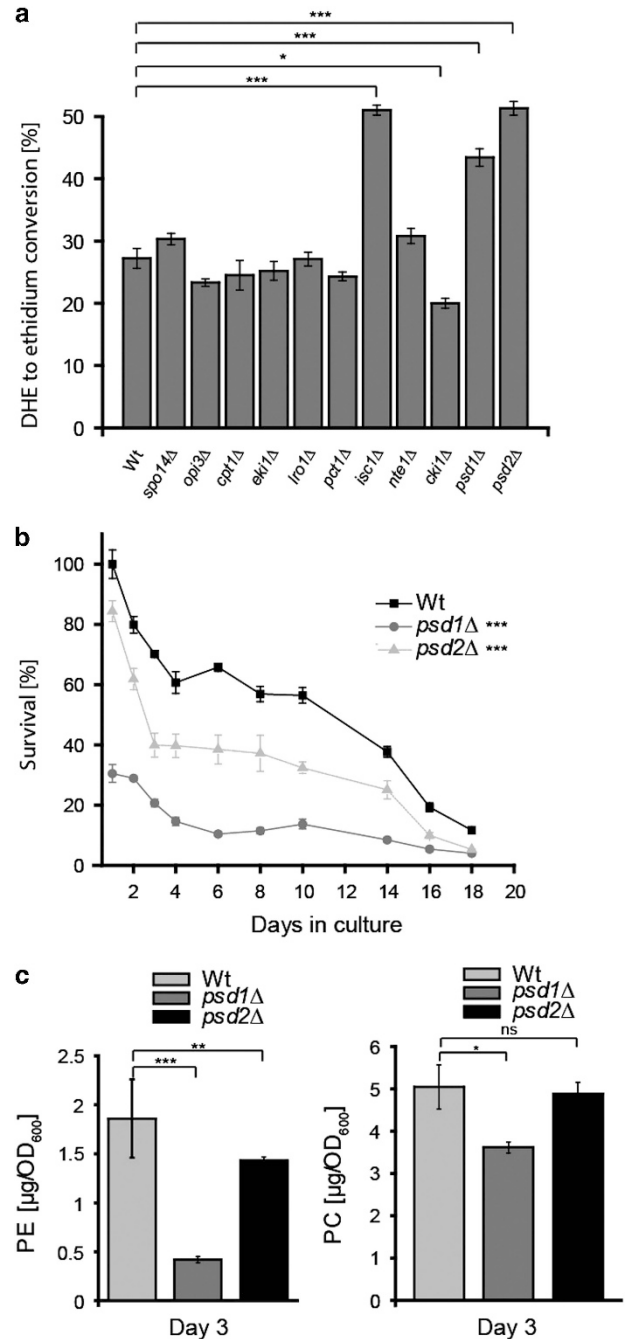 a
***
***
*
***
DHE to ethidium conversion [%]
50
40
30
20
10
0
Wt
spo14Δ
opi3Δ
cpt1Δ
eki1Δ
lro1Δ
pct1Δ
isc1Δ
nte1Δ
cki1Δ
psd1Δ
psd2Δ
b
Survival [%]
100
80
60
40
20
0
Wt
psd1Δ ***
psd2Δ ***
2 4 6 8 10 12 14 16 18 20
Days in culture
c
Wt
psd1Δ
psd2Δ
**
***
PE [µg/OD600]
2.5
2
1.5
1
0.5
0
Day 3
Wt
psd1Δ
psd2Δ
ns
*
PC [µg/OD600]
6
5
4
3
2
1
0
Day 3